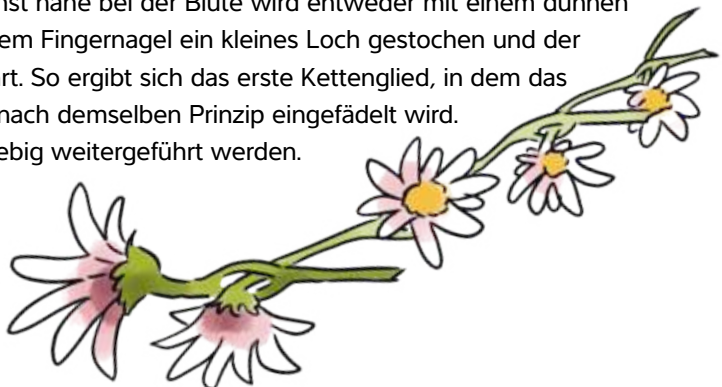 nst nahe bei der Blüte wird entweder mit einem dünnen
em Fingernagel ein kleines Loch gestochen und der
rt. So ergibt sich das erste Kettenglied, in dem das
nach demselben Prinzip eingefädelt wird.
ebig weitergeführt werden.